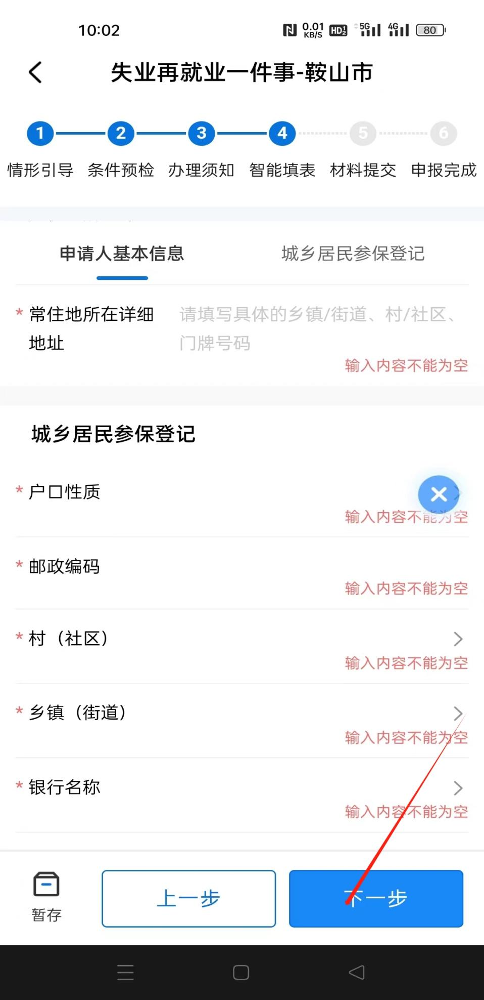 10:02
0.01
KB/S
HD 1 2
5G
4G
80
失业再就业一件事-鞍山市
1
2
3
4
5
6
情形引导
条件预检
办理须知
智能填表
材料提交
申报完成
申请人基本信息
城乡居民参保登记
* 常住地所在详细
地址
请填写具体的乡镇/街道、村/社区、
门牌号码
输入内容不能为空
城乡居民参保登记
* 户口性质
输入内容不能为空
* 邮政编码
输入内容不能为空
* 村（社区）
输入内容不能为空
* 乡镇（街道）
输入内容不能为空
* 银行名称
输入内容不能为空
暂存
上一步
下一步